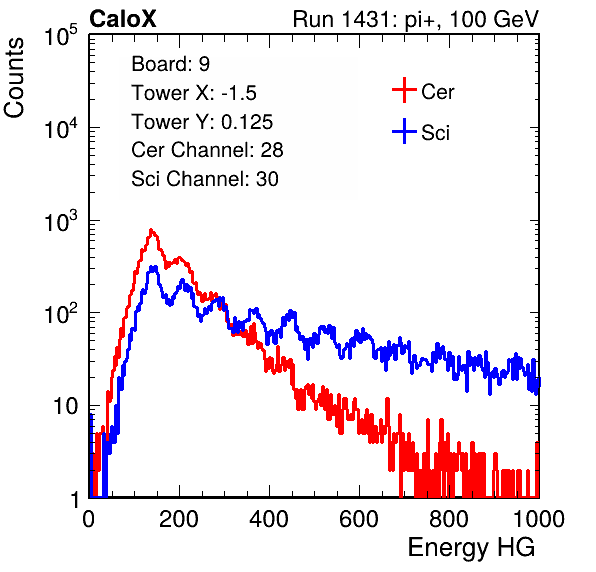 CaloX Run 1431: pi+, 100 GeV
Board: 9
Tower X: -1.5
Tower Y: 0.125
Cer Channel: 28
Sci Channel: 30
Cer
Sci
Counts
10^5
10^4
10^3
10^2
10
1
0 200 400 600 800 1000
Energy HG